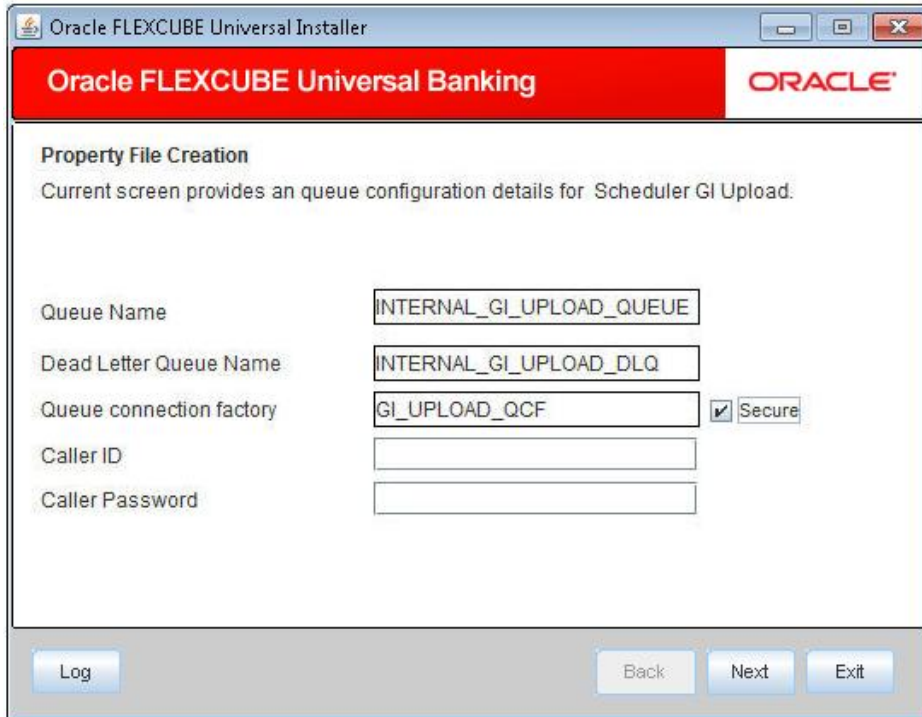 Oracle FLEXCUBE Universal Installer
Oracle FLEXCUBE Universal Banking
ORACLE
Property File Creation
Current screen provides an queue configuration details for Scheduler GI Upload.
Queue Name INTERNAL_GI_UPLOAD_QUEUE
Dead Letter Queue Name INTERNAL_GI_UPLOAD_DLQ
Queue connection factory GI_UPLOAD_QCF Secure
Caller ID
Caller Password
Log Back Next Exit